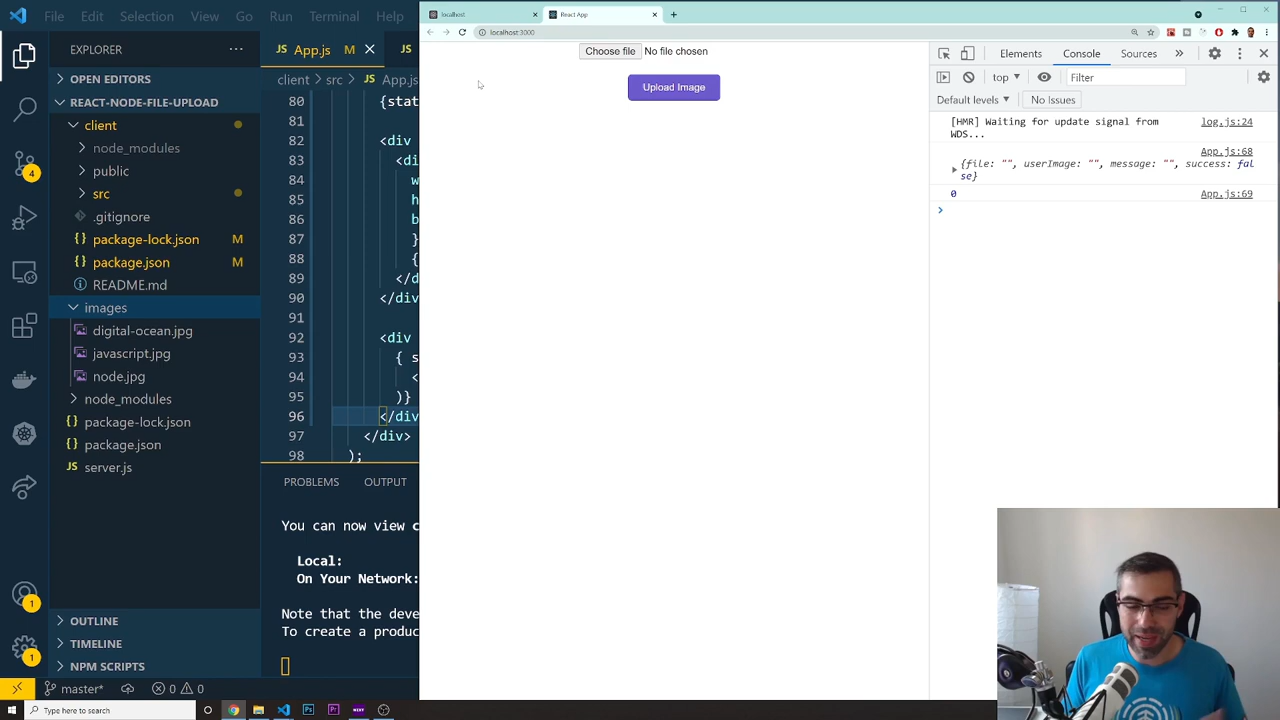 File Edit Selection View Go Run Terminal Help
EXPLORER
OPEN EDITORS
REACT-NODE-FILE-UPLOAD
client
node_modules
public
src
.gitignore
package-lock.json M
package.json M
README.md
images
digital-ocean.jpg
javascript.jpg
node.jpg
node_modules
package-lock.json
package.json
server.js
OUTLINE
TIMELINE
NPM SCRIPTS
4
1
1
App.js M
JS
client > src > App.js
80 {stat
81
82 <div
83 <di
84 w
85 h
86 b
87 }
88 {
89 </d
90 </div
91
92 <div
93 { s
94 <
95 )}
96 </div
97 </div>
98 );
PROBLEMS OUTPUT
You can now view c
Local:
On Your Network:
Note that the deve
To create a produc
master* 0 0
Type here to search
localhost
React App
localhost:3000
Choose file No file chosen
Upload Image
Elements Console Sources
top Filter
Default levels No Issues
[HMR] Waiting for update signal from WDS... log.js:24
App.js:68
{file: "", userImage: "", message: "", success: fal
se}
0 App.js:69